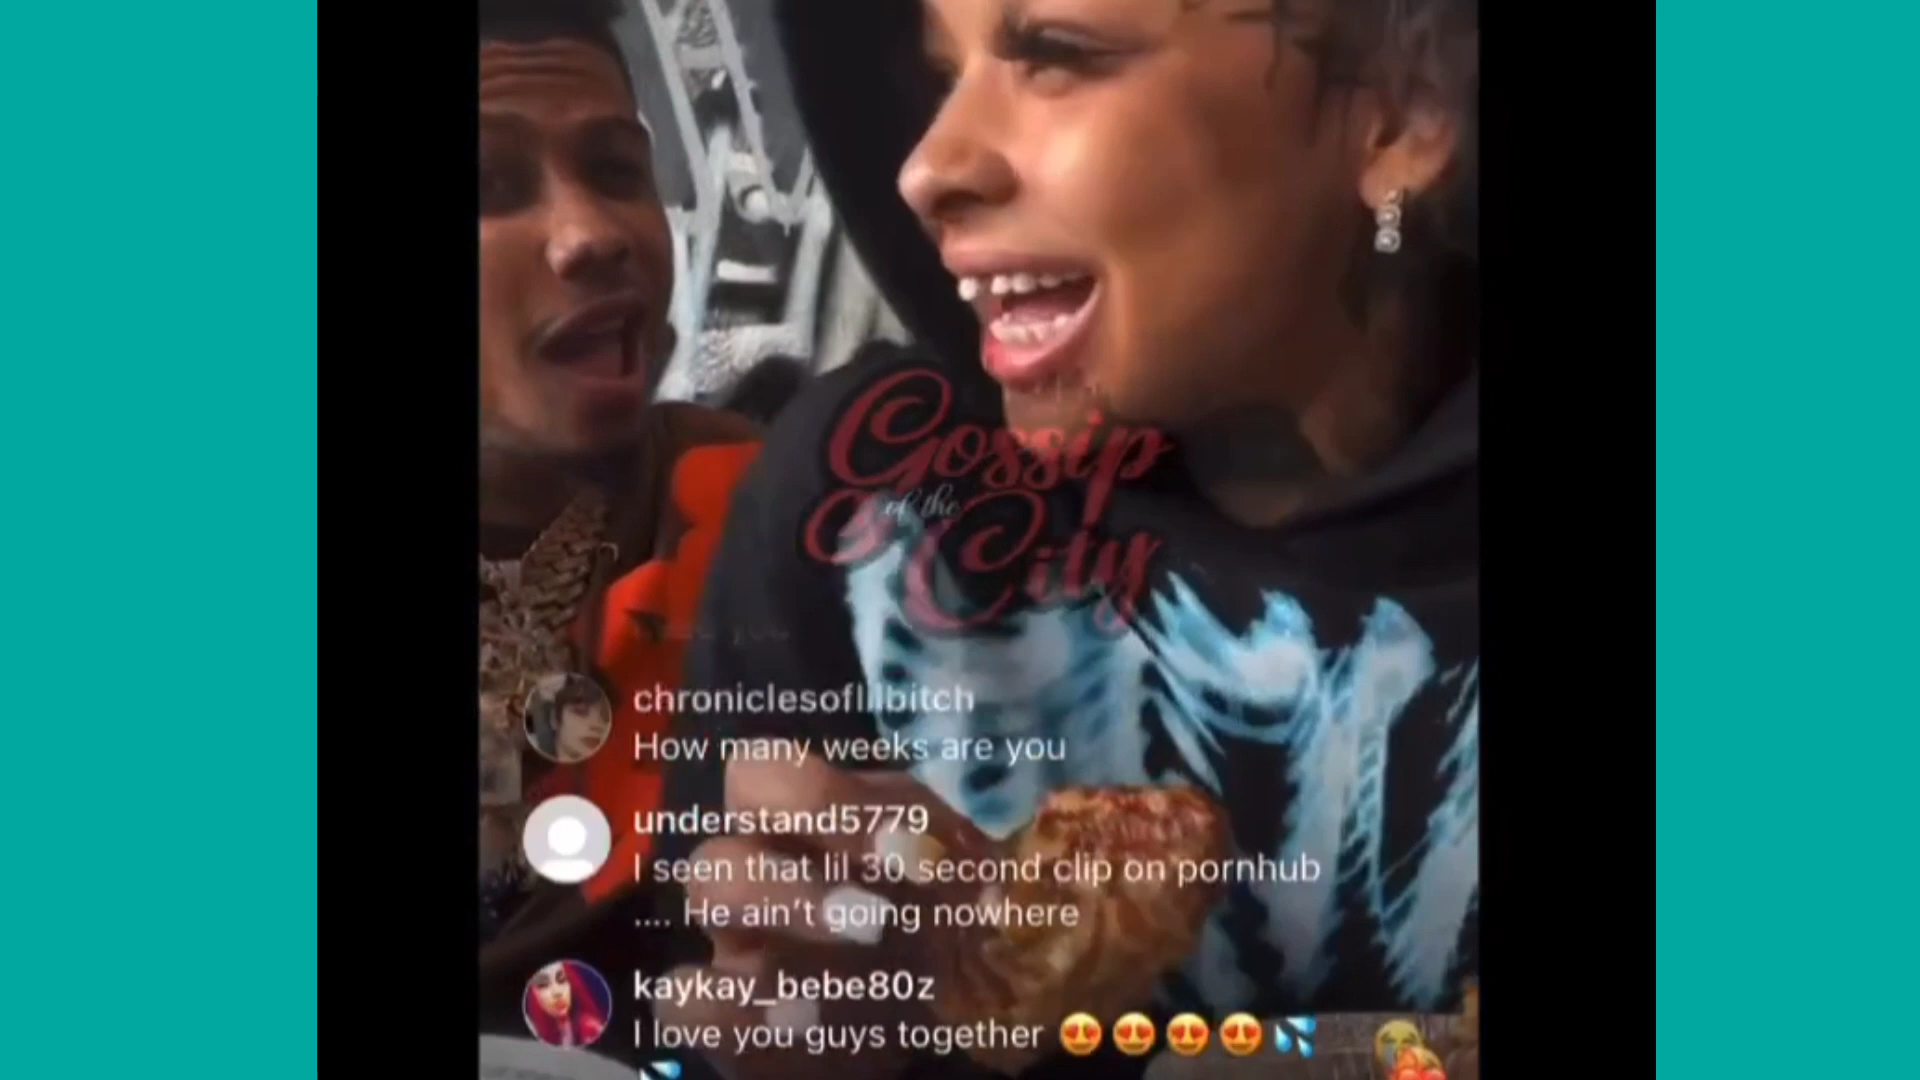 Gossip
of the
City
chroniclesoflilbitch
How many weeks are you
understand5779
I seen that lil 30 second clip on pornhub
.... He ain't going nowhere
kaykay_bebe80z
I love you guys together 😍😍😍😍💦
💦